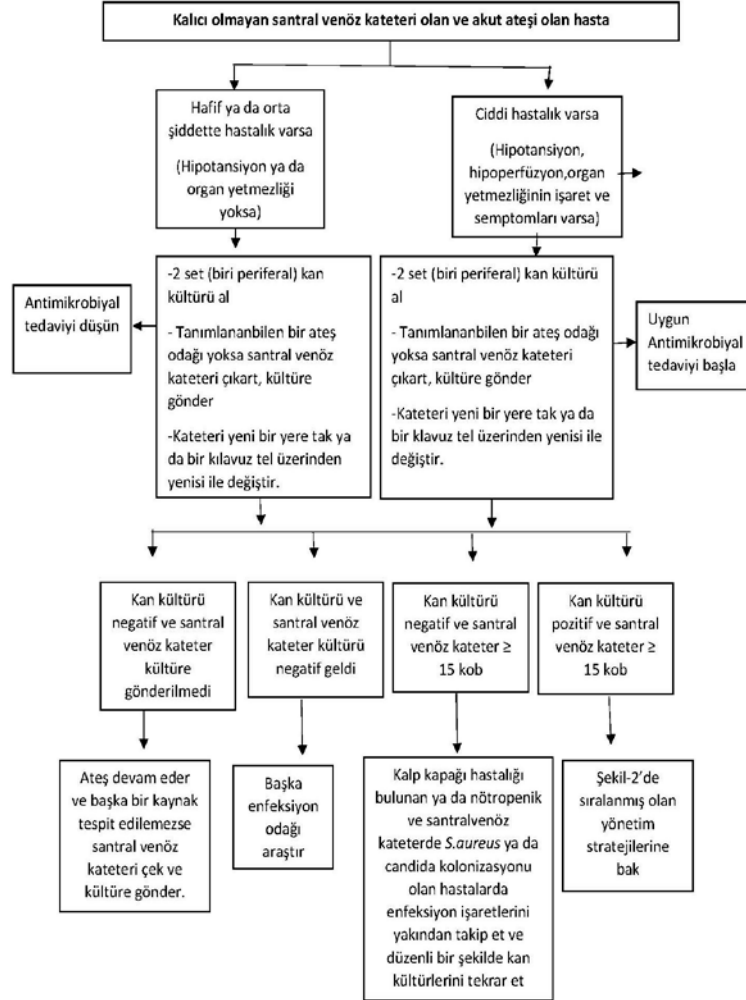 Kalıcı olmayan santral venöz kateteri olan ve akut ateşi olan hasta
Hafif ya da orta
şiddette hastalık varsa
(Hipotansiyon ya da
organ yetmezliği
yoksa)
Ciddi hastalık varsa
(Hipotansiyon,
hipoperfüzyon,organ
yetmezliğinin işaret ve
semptomları varsa)
Antimikrobiyal
tedaviyi düşün
-2 set (biri periferal) kan
kültürü al
- Tanımlananbilen bir ateş
odağı yoksa santral venöz
kateteri çıkart, kültüre
gönder
-Kateteri yeni bir yere tak ya
da bir kılavuz tel üzerinden
yenisi ile değiştir.
-2 set (biri periferal) kan kültürü
al
- Tanımlananbilen bir ateş odağı
yoksa santral venöz kateteri
çıkart, kültüre gönder
-Kateteri yeni bir yere tak ya da
bir klavuz tel üzerinden yenisi ile
değiştir.
Uygun
Antimikrobiyal
tedaviyi başla
Kan kültürü
negatif ve santral
venöz kateter
kültüre
gönderilmedi
Kan kültürü ve
santral venöz
kateter kültürü
negatif geldi
Kan kültürü
negatif ve santral
venöz kateter ≥
15 kob
Kan kültürü
pozitif ve santral
venöz kateter ≥
15 kob
Ateş devam eder
ve başka bir kaynak
tespit edilemezse
santral venöz
kateteri çek ve
kültüre gönder.
Başka
enfeksiyon
odağı
araştır
Kalp kapağı hastalığı
bulunan ya da nötropenik
ve santralvenöz
kateterde S.aureus ya da
candida kolonizasyonu
olan hastalarda
enfeksiyon işaretlerini
yakından takip et ve
düzenli bir şekilde kan
kültürlerini tekrar et
Şekil-2'de
sıralanmış olan
yönetim
stratejilerine
bak